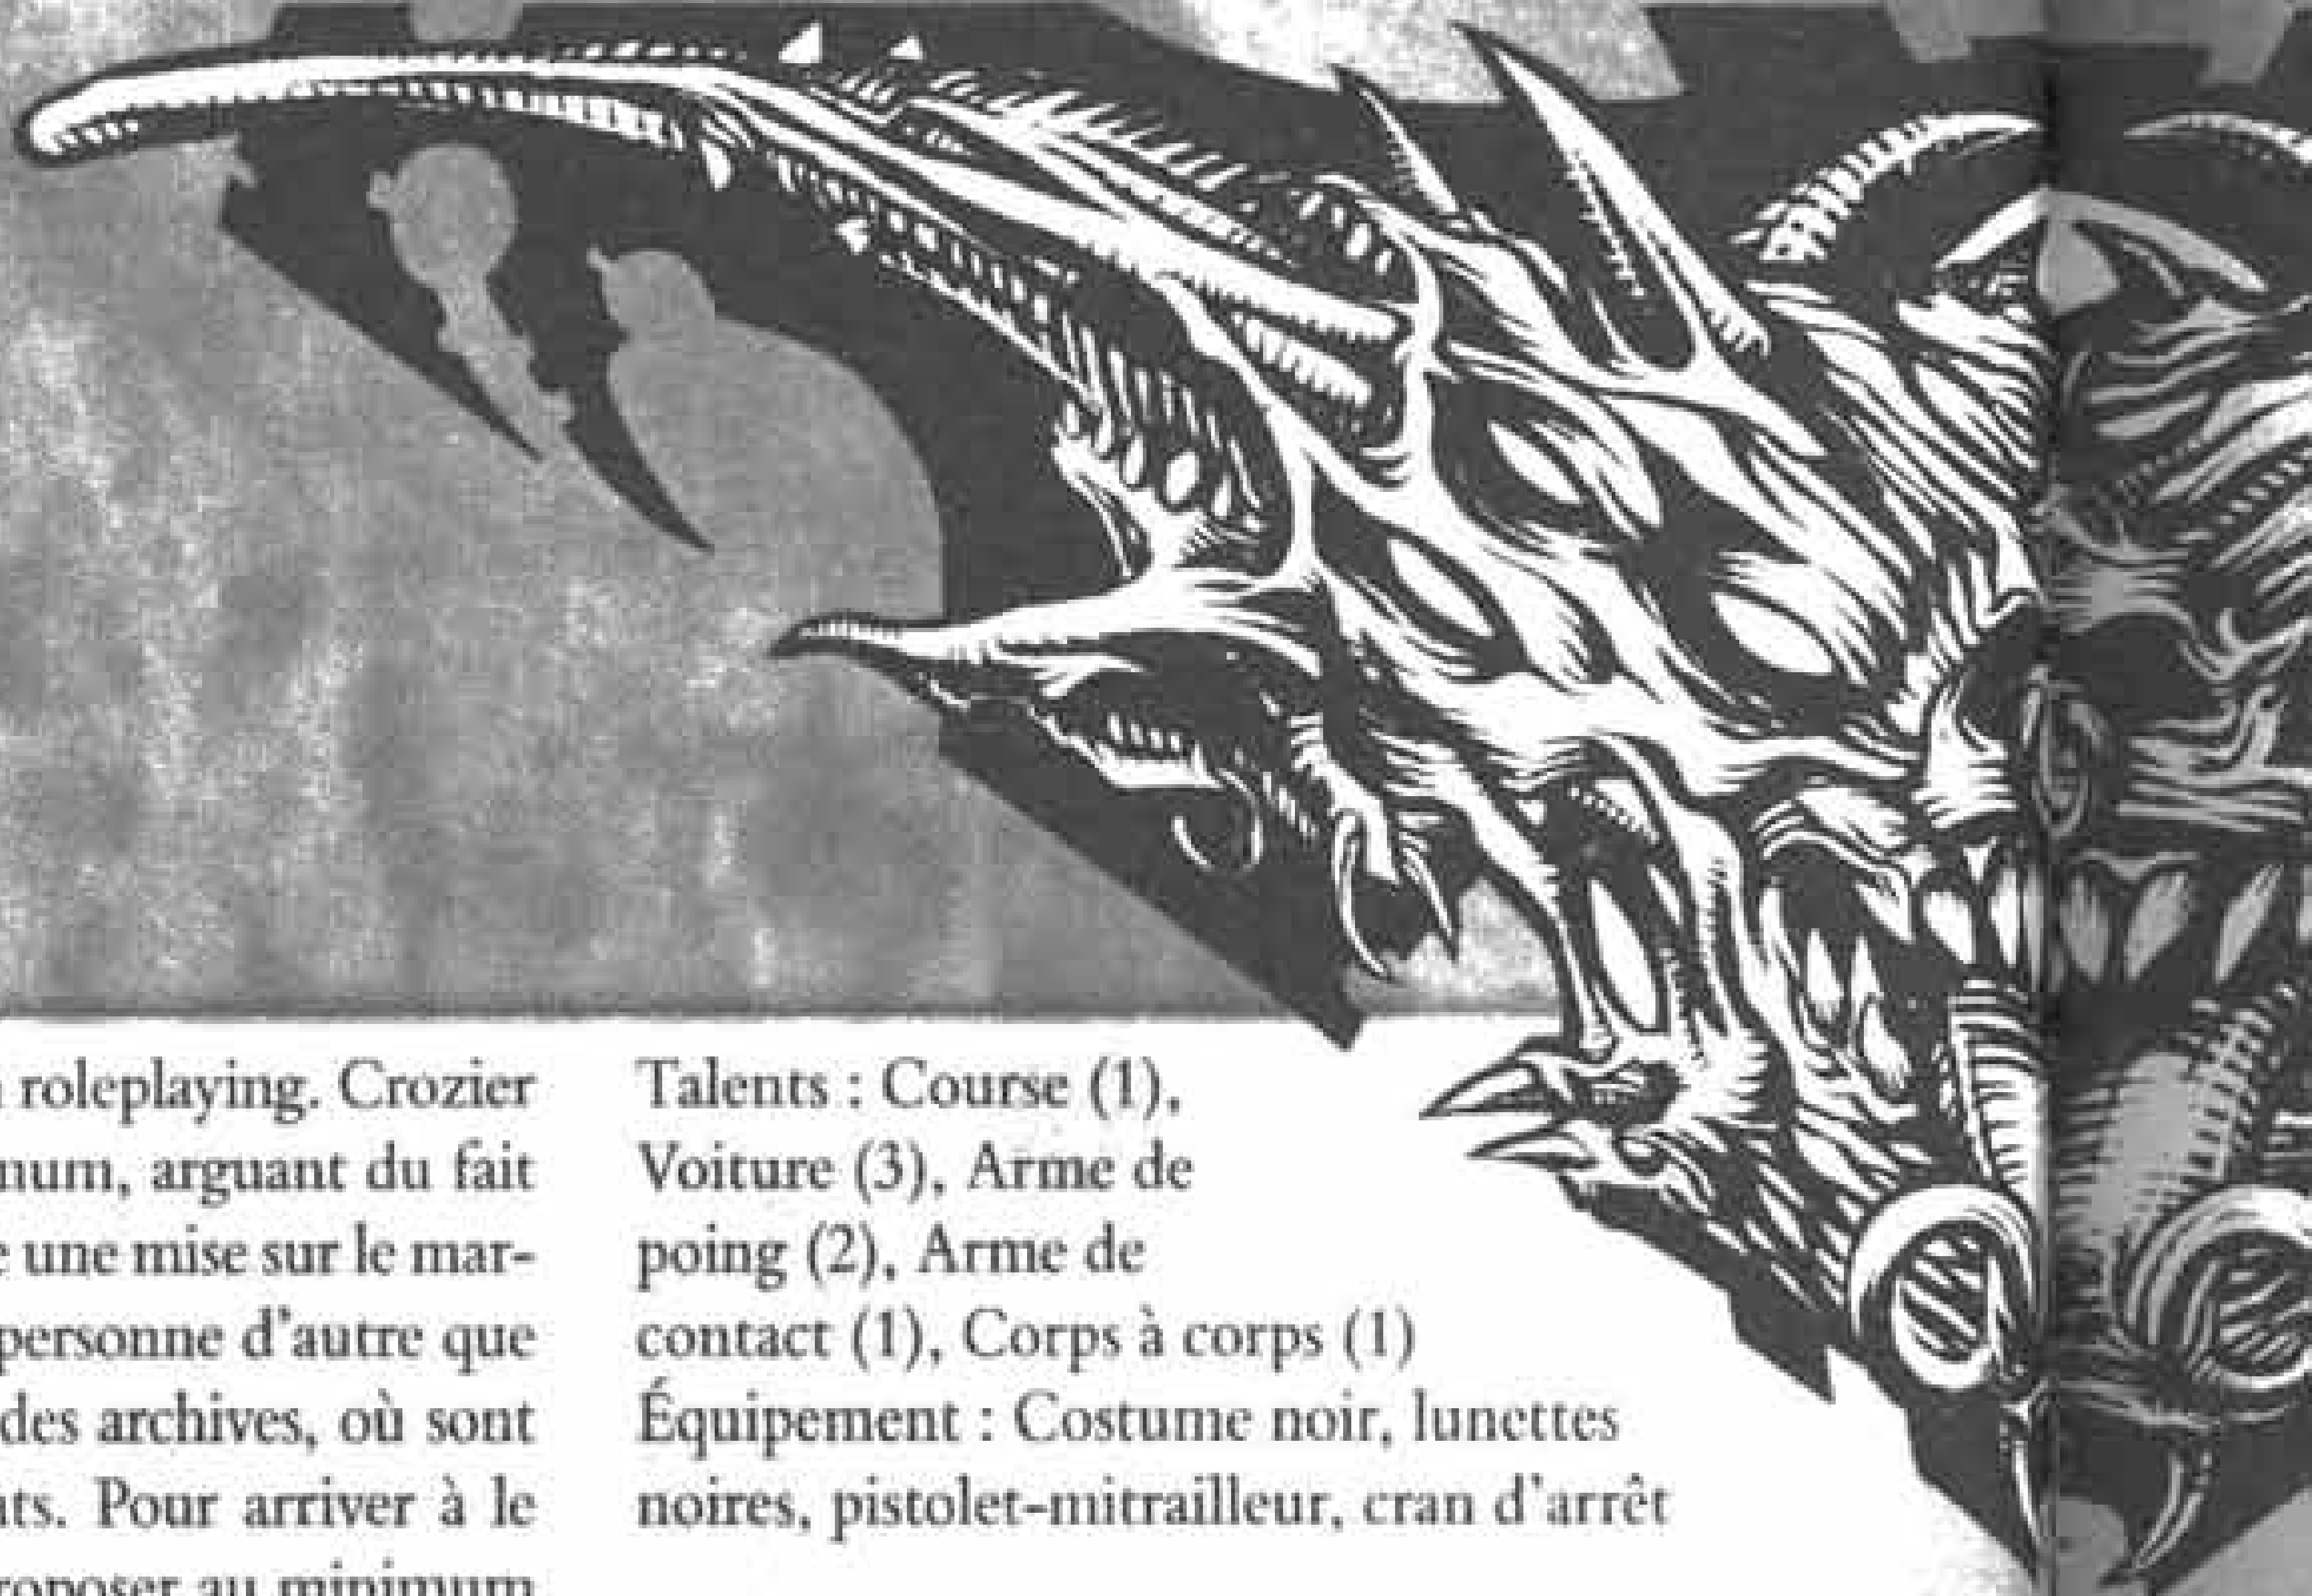 roleplaying. Crozier
arguant du fait
une mise sur le mar-
personne d'autre que
des archives, où sont
Pour arriver à le
au minimum
Talents : Course (1),
Voiture (3), Arme de
poing (2), Arme de
contact (1), Corps à corps (1)
Équipement : Costume noir, lunettes
noires, pistolet-mitrailleur, cran d'arrêt